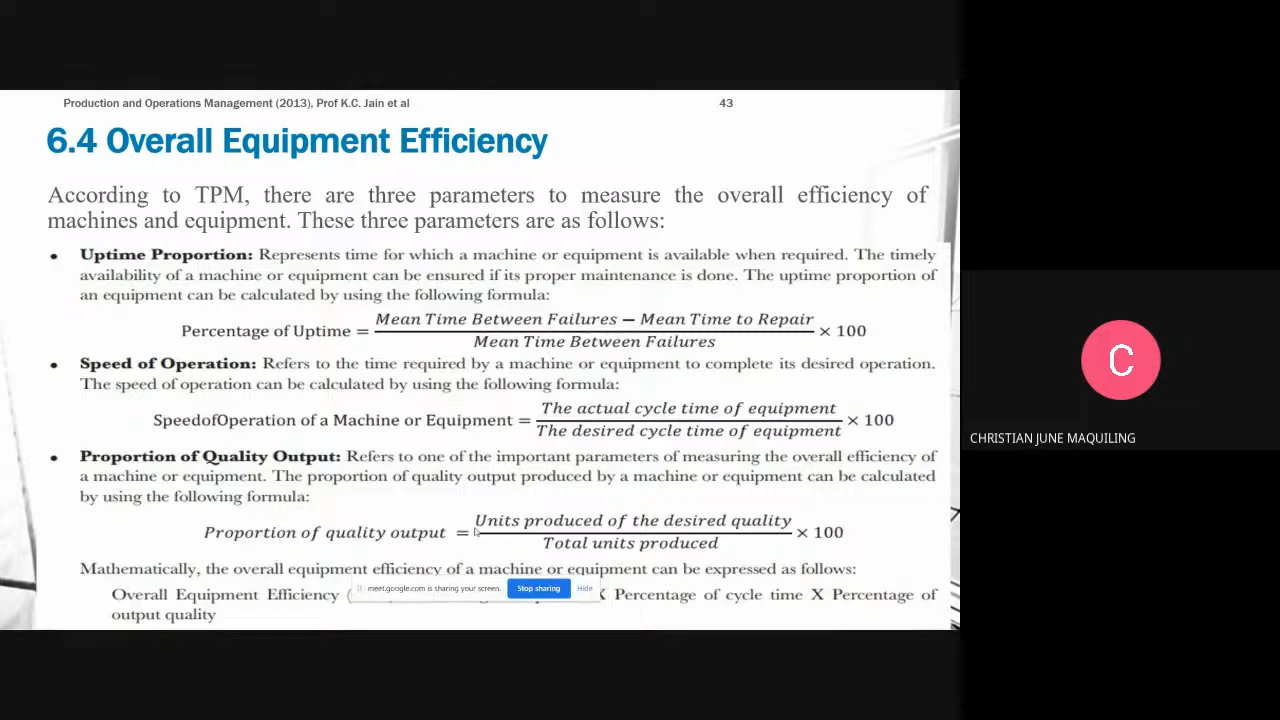 Production and Operations Management (2013), Prof K.C. Jain et al
43
6.4 Overall Equipment Efficiency
According to TPM, there are three parameters to measure the overall efficiency of
machines and equipment. These three parameters are as follows:
• Uptime Proportion: Represents time for which a machine or equipment is available when required. The timely
availability of a machine or equipment can be ensured if its proper maintenance is done. The uptime proportion of
an equipment can be calculated by using the following formula:
Percentage of Uptime = Mean Time Between Failures − Mean Time to Repair / Mean Time Between Failures × 100
• Speed of Operation: Refers to the time required by a machine or equipment to complete its desired operation.
The speed of operation can be calculated by using the following formula:
SpeedofOperation of a Machine or Equipment = The actual cycle time of equipment / The desired cycle time of equipment × 100
• Proportion of Quality Output: Refers to one of the important parameters of measuring the overall efficiency of
a machine or equipment. The proportion of quality output produced by a machine or equipment can be calculated
by using the following formula:
Proportion of quality output = Units produced of the desired quality / Total units produced × 100
Mathematically, the overall equipment efficiency of a machine or equipment can be expressed as follows:
meet.google.com is sharing your screen. Stop sharing Hide
Overall Equipment Efficiency ( X Percentage of cycle time X Percentage of
output quality
C
CHRISTIAN JUNE MAQUILING